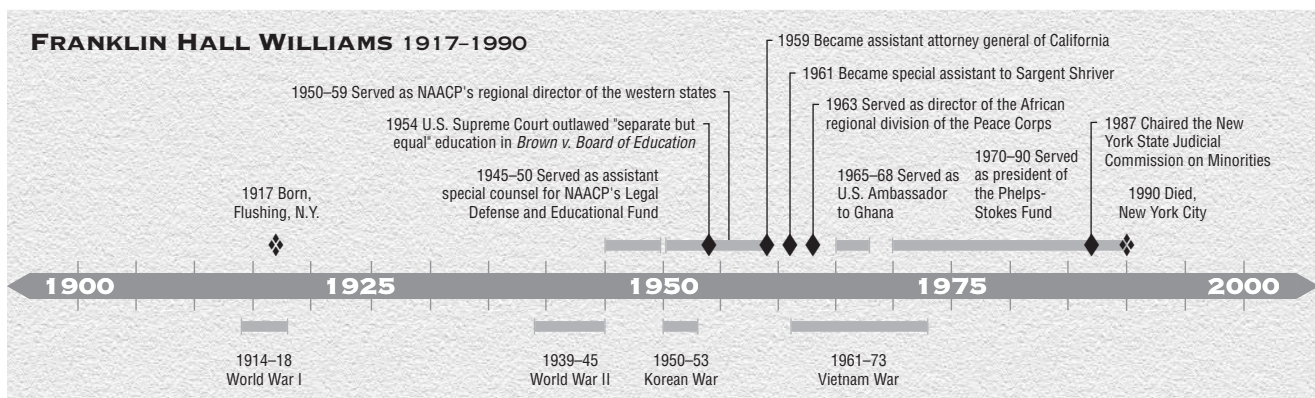 FRANKLIN HALL WILLIAMS 1917–1990
1959 Became assistant attorney general of California
1961 Became special assistant to Sargent Shriver
1950–59 Served as NAACP's regional director of the western states
1963 Served as director of the African
regional division of the Peace Corps
1954 U.S. Supreme Court outlawed "separate but
equal" education in Brown v. Board of Education
1987 Chaired the New
York State Judicial
Commission on Minorities
1945–50 Served as assistant
special counsel for NAACP's Legal
Defense and Educational Fund
1965–68 Served as
U.S. Ambassador
to Ghana
1970–90 Served
as president of
the Phelps-
Stokes Fund
1917 Born,
Flushing, N.Y.
1990 Died,
New York City
1900 1925 1950 1975 2000
1914–18
World War I
1939–45
World War II
1950–53
Korean War
1961–73
Vietnam War